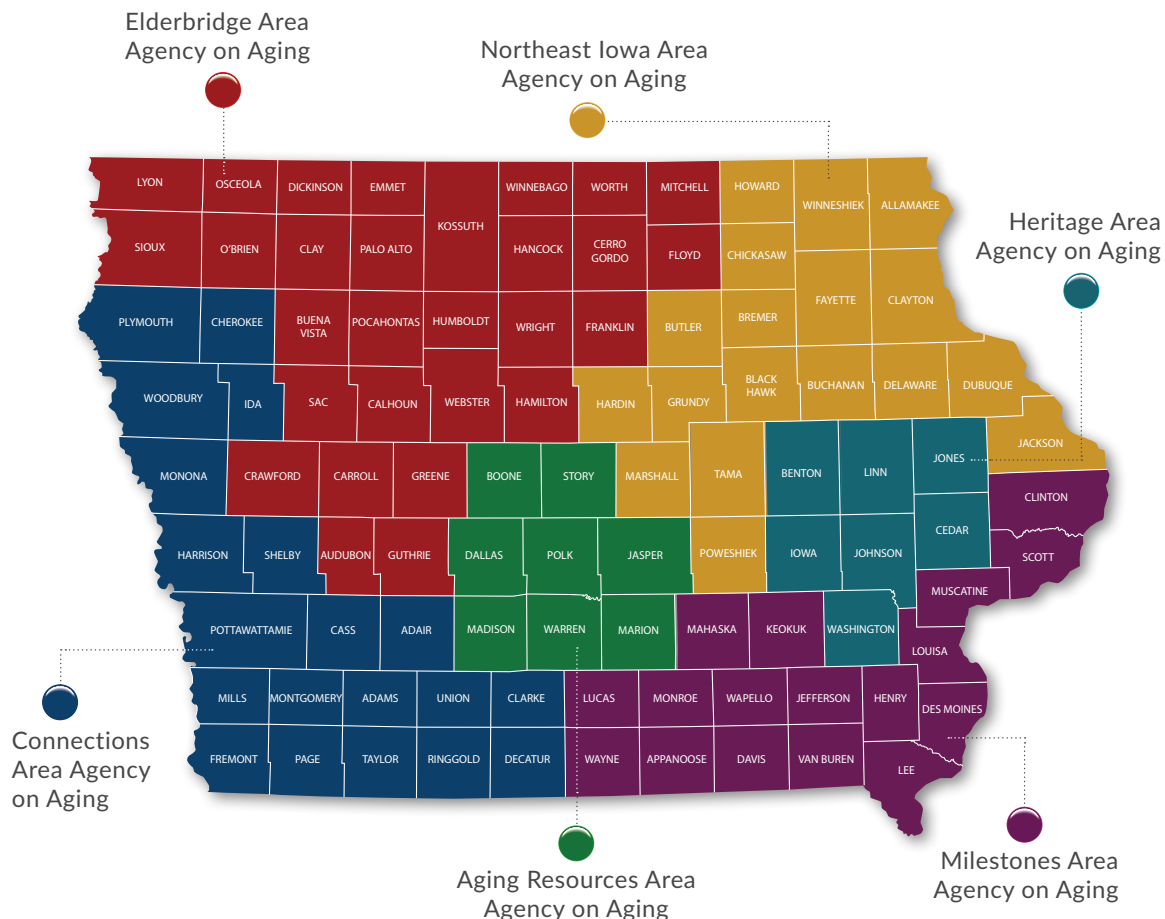 Elderbridge Area
Agency on Aging
Northeast Iowa Area
Agency on Aging
Heritage Area
Agency on Aging
LYON
OSCEOLA
DICKINSON
EMMET
KOSSUTH
WINNEBAGO
WORTH
MITCHELL
HOWARD
WINNESHIEK
ALLAMAKEE
SIOUX
O'BRIEN
CLAY
PALO ALTO
HANCOCK
CERRO
GORDO
FLOYD
CHICKASAW
FAYETTE
CLAYTON
PLYMOUTH
CHEROKEE
BUENA
VISTA
POCAHONTAS
HUMBOLDT
WRIGHT
FRANKLIN
BUTLER
BREMER
WOODBURY
IDA
SAC
CALHOUN
WEBSTER
HAMILTON
HARDIN
GRUNDY
BLACK
HAWK
BUCHANAN
DELAWARE
DUBUQUE
MONONA
CRAWFORD
CARROLL
GREENE
BOONE
STORY
MARSHALL
TAMA
BENTON
LINN
JONES
JACKSON
CLINTON
HARRISON
SHELBY
AUDUBON
GUTHRIE
DALLAS
POLK
JASPER
POWESHIEK
IOWA
JOHNSON
CEDAR
SCOTT
MUSCATINE
POTTAWATTAMIE
CASS
ADAIR
MADISON
WARREN
MARION
MAHASKA
KEOKUK
WASHINGTON
LOUISA
MILLS
MONTGOMERY
ADAMS
UNION
CLARKE
LUCAS
MONROE
WAPELLO
JEFFERSON
HENRY
DES MOINES
FREMONT
PAGE
TAYLOR
RINGGOLD
DECATUR
WAYNE
APPANOOSE
DAVIS
VAN BUREN
LEE
Connections
Area Agency
on Aging
Aging Resources Area
Agency on Aging
Milestones Area
Agency on Aging